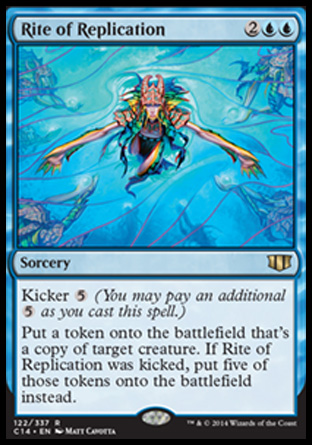 Rite of Replication 2
Sorcery
Kicker 5 (You may pay an additional
5 as you cast this spell.)
Put a token onto the battlefield that's
a copy of target creature. If Rite of
Replication was kicked, put five of
those tokens onto the battlefield
instead.
122/337 R
C14 • EN Matt Cavotta
™ & © 2014 Wizards of the Coast